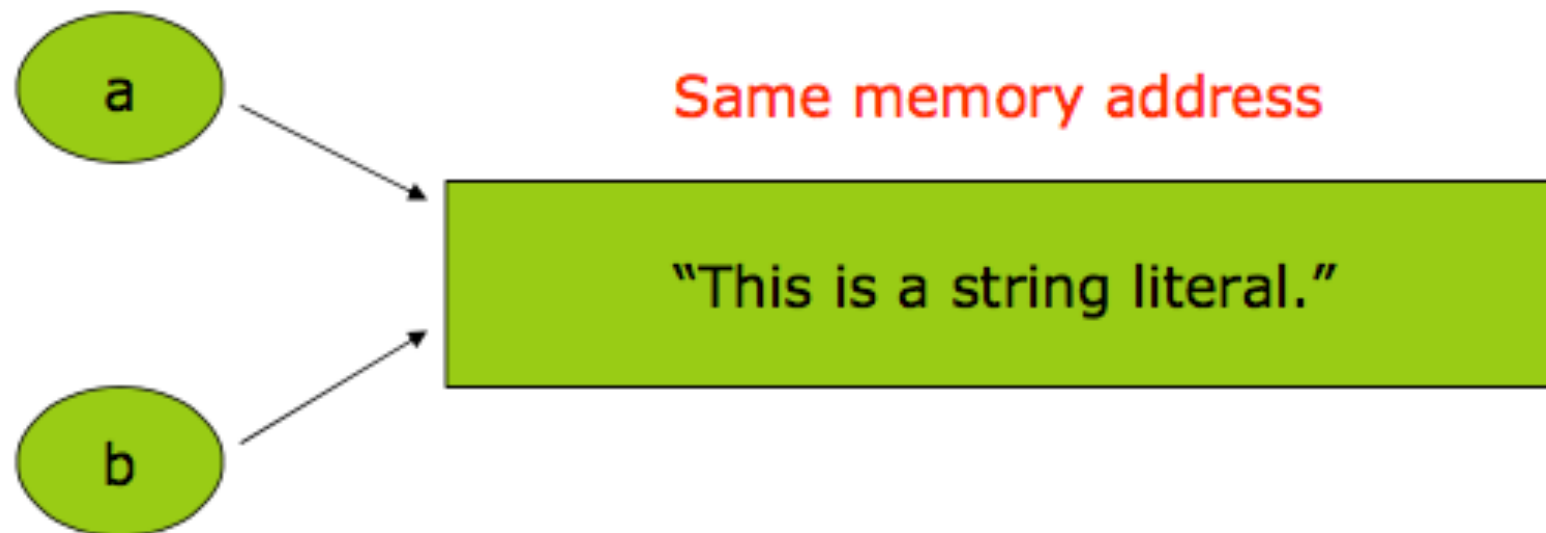 a
Same memory address
“This is a string literal.”
b